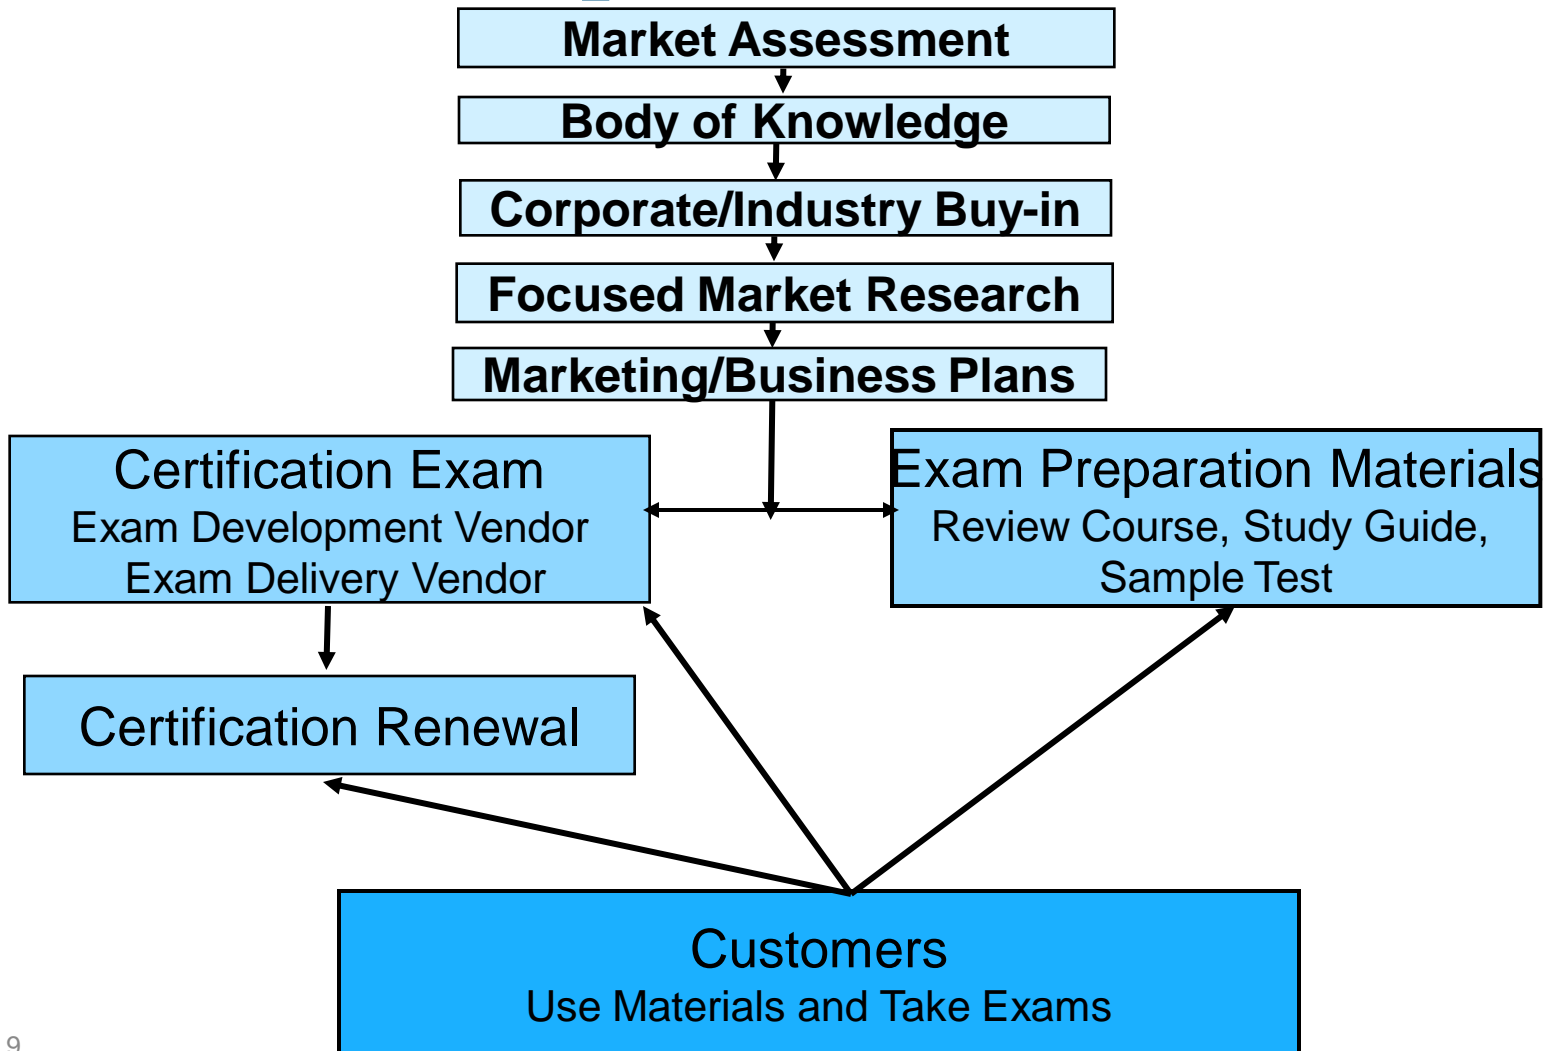 Market Assessment
Body of Knowledge
Corporate/Industry Buy-in
Focused Market Research
Marketing/Business Plans
Certification Exam
Exam Development Vendor
Exam Delivery Vendor
Exam Preparation Materials
Review Course, Study Guide,
Sample Test
Certification Renewal
Customers
Use Materials and Take Exams
9